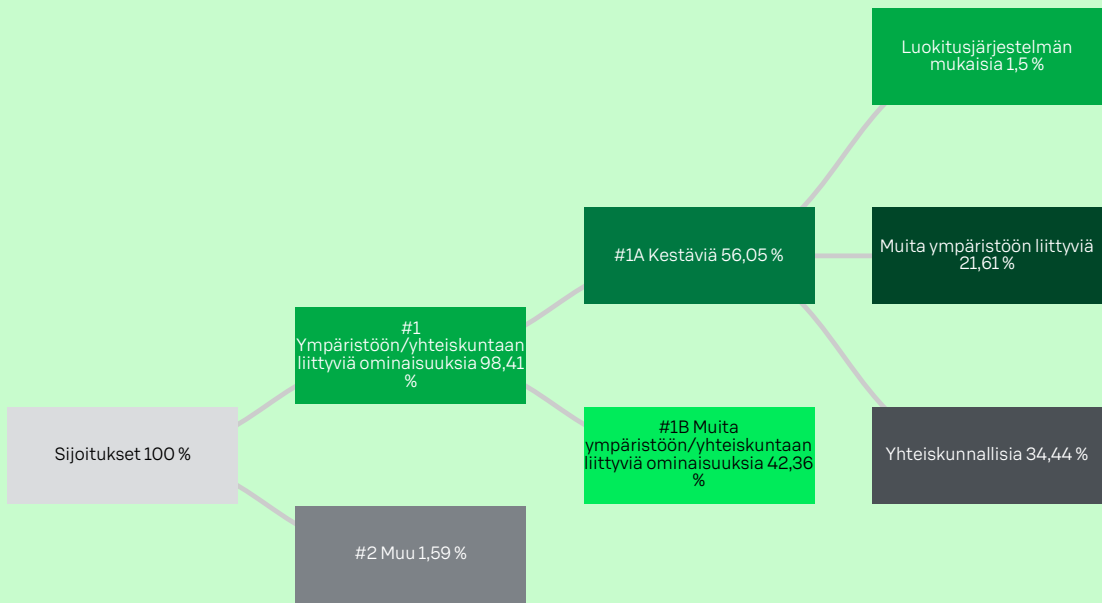 Luokitusjärjestelmän
mukaisia 1,5 %
#1A Kestäviä 56,05 %
Muita ympäristöön liittyviä
21,61 %
#1
Ympäristöön/yhteiskuntaan
liittyviä ominaisuuksia 98,41
%
Sijoitukset 100 %
#1B Muita
ympäristöön/yhteiskuntaan
liittyviä ominaisuuksia 42,36
%
Yhteiskunnallisia 34,44 %
#2 Muu 1,59 %